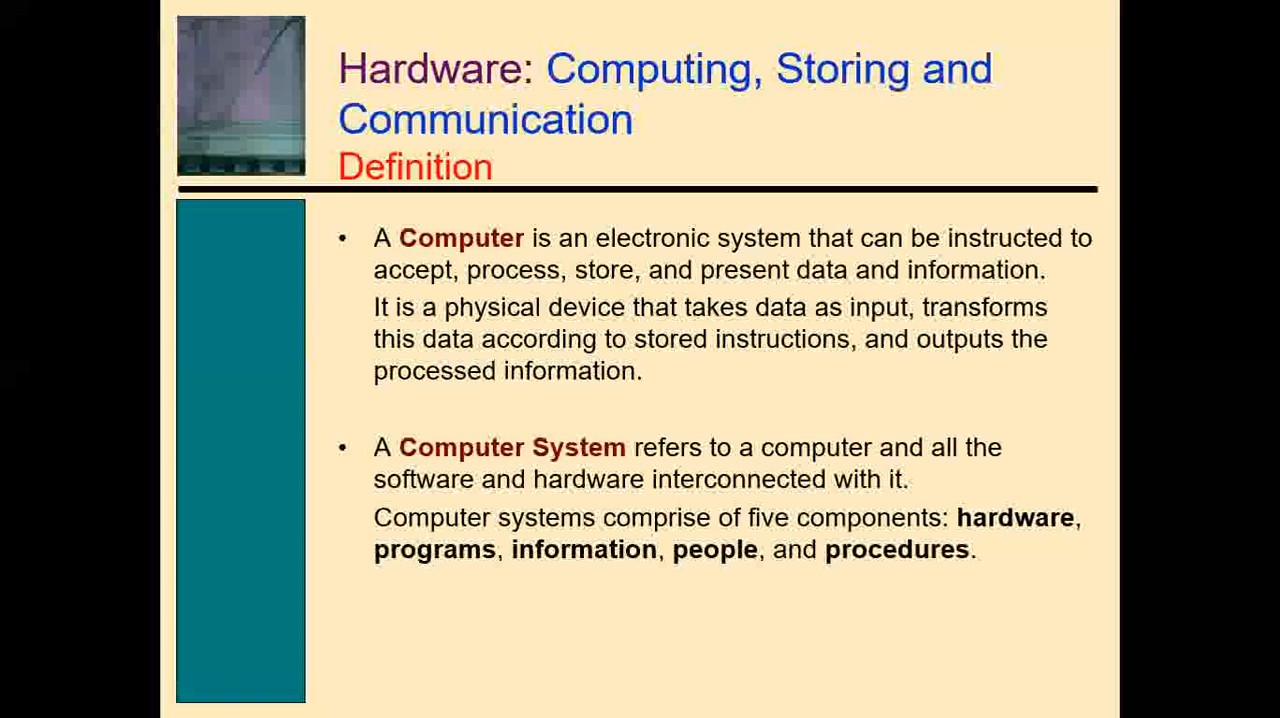 Hardware: Computing, Storing and
Communication
Definition
• A Computer is an electronic system that can be instructed to
accept, process, store, and present data and information.
It is a physical device that takes data as input, transforms
this data according to stored instructions, and outputs the
processed information.
• A Computer System refers to a computer and all the
software and hardware interconnected with it.
Computer systems comprise of five components: hardware,
programs, information, people, and procedures.